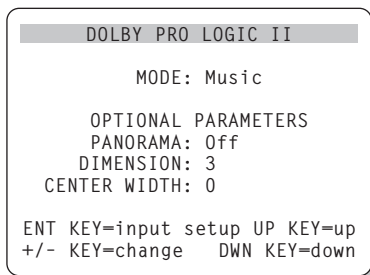 DOLBY PRO LOGIC II
MODE: Music
OPTIONAL PARAMETERS
PANORAMA: Off
DIMENSION: 3
CENTER WIDTH: 0
ENT KEY=input setup UP KEY=up
+/- KEY=change DWN KEY=down